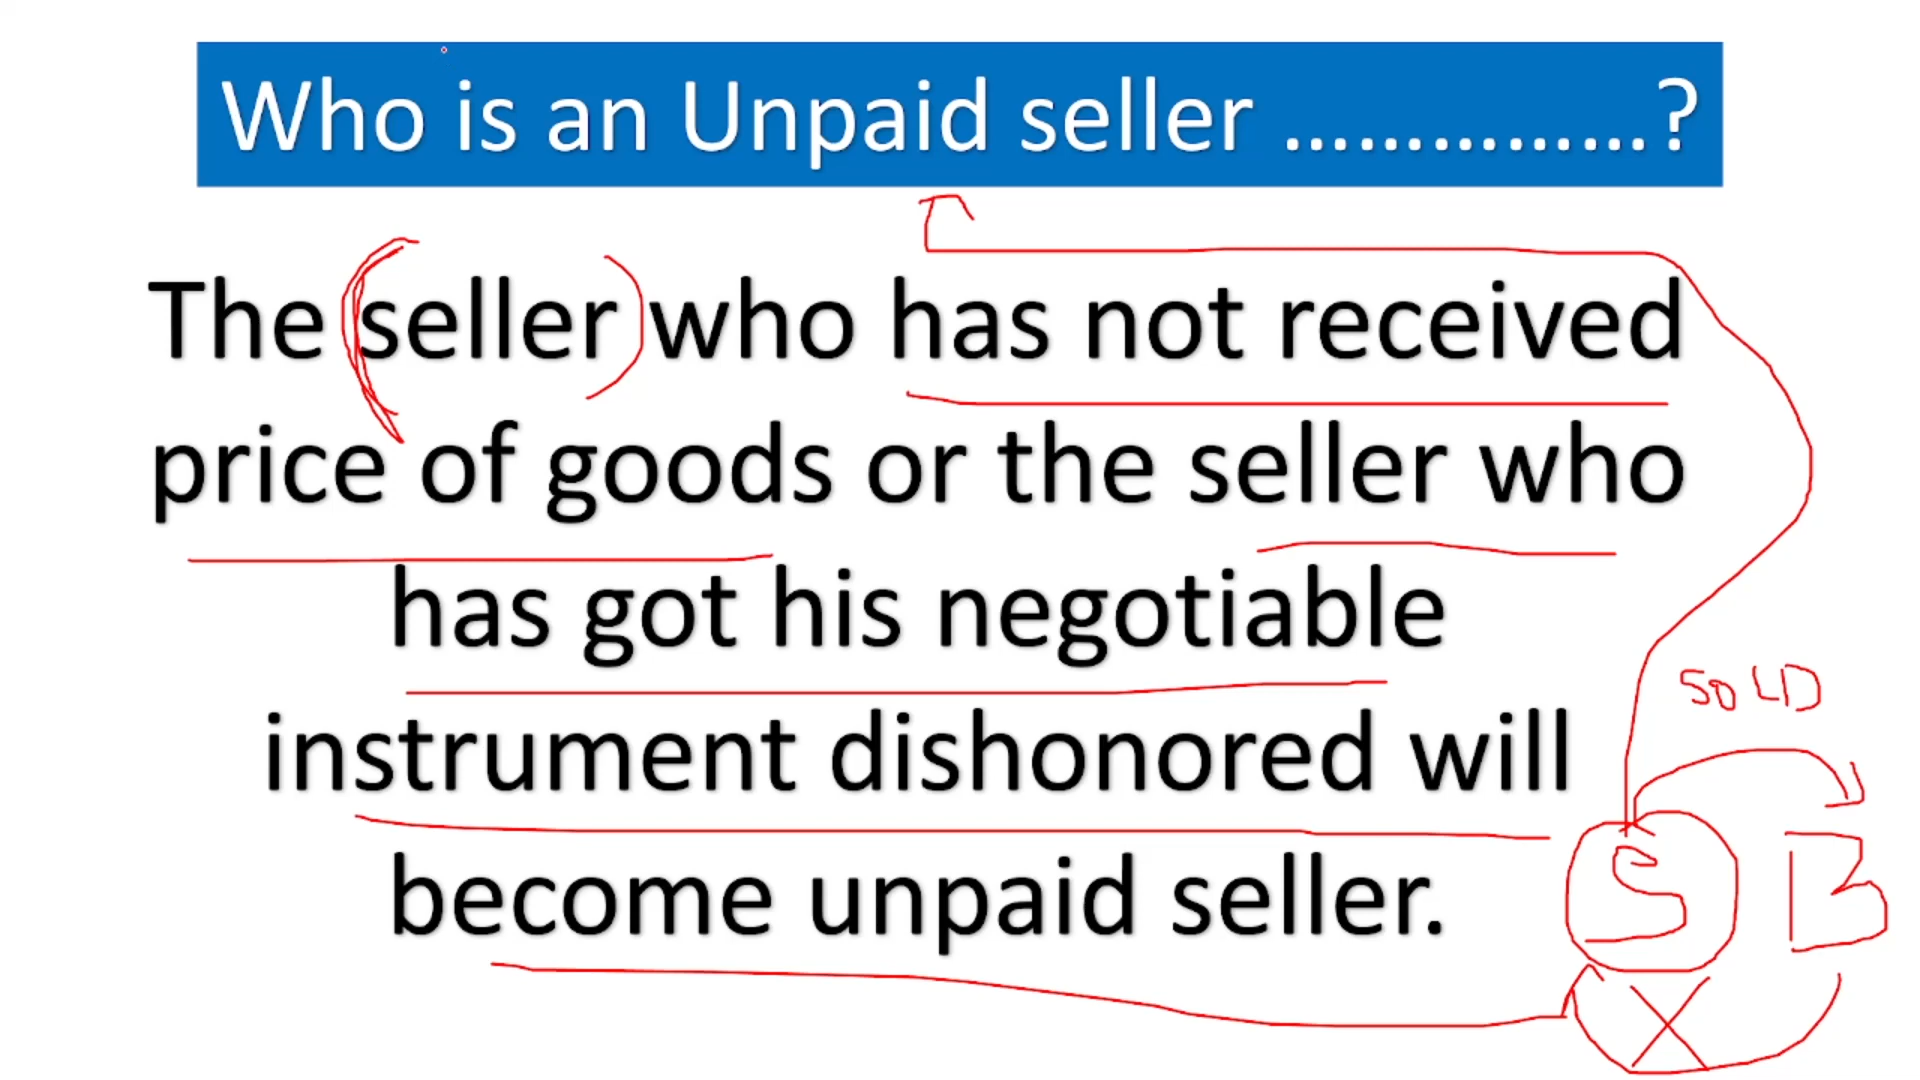 Who is an Unpaid seller ...............?
The seller who has not received
price of goods or the seller who
has got his negotiable
instrument dishonored will
become unpaid seller.
SOLD
S B
X